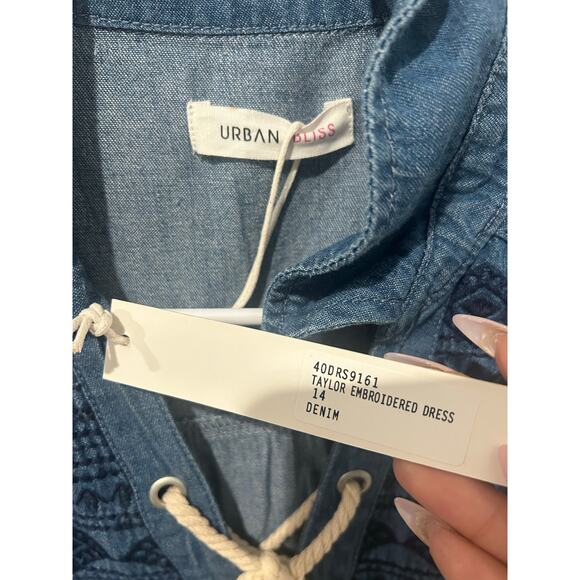 URBAN BLISS
40DRS9161
TAYLOR EMBROIDERED DRESS
14
DENIM